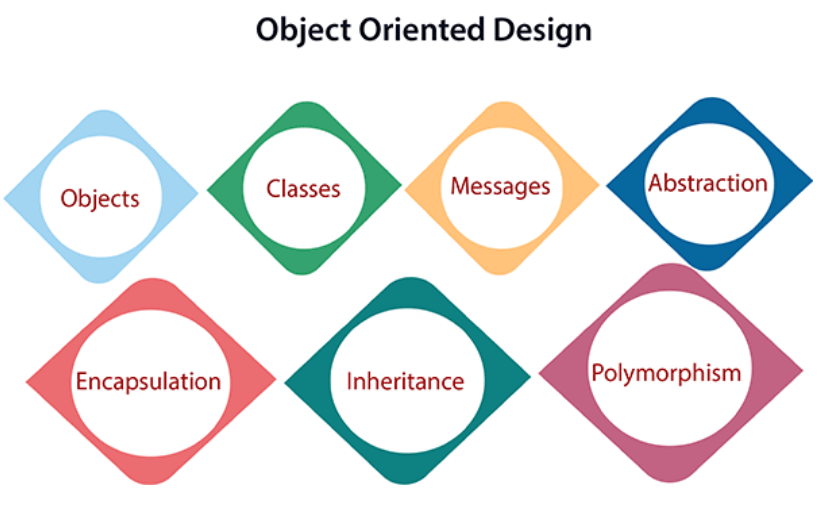 Object Oriented Design
Objects
Classes
Messages
Abstraction
Encapsulation
Inheritance
Polymorphism